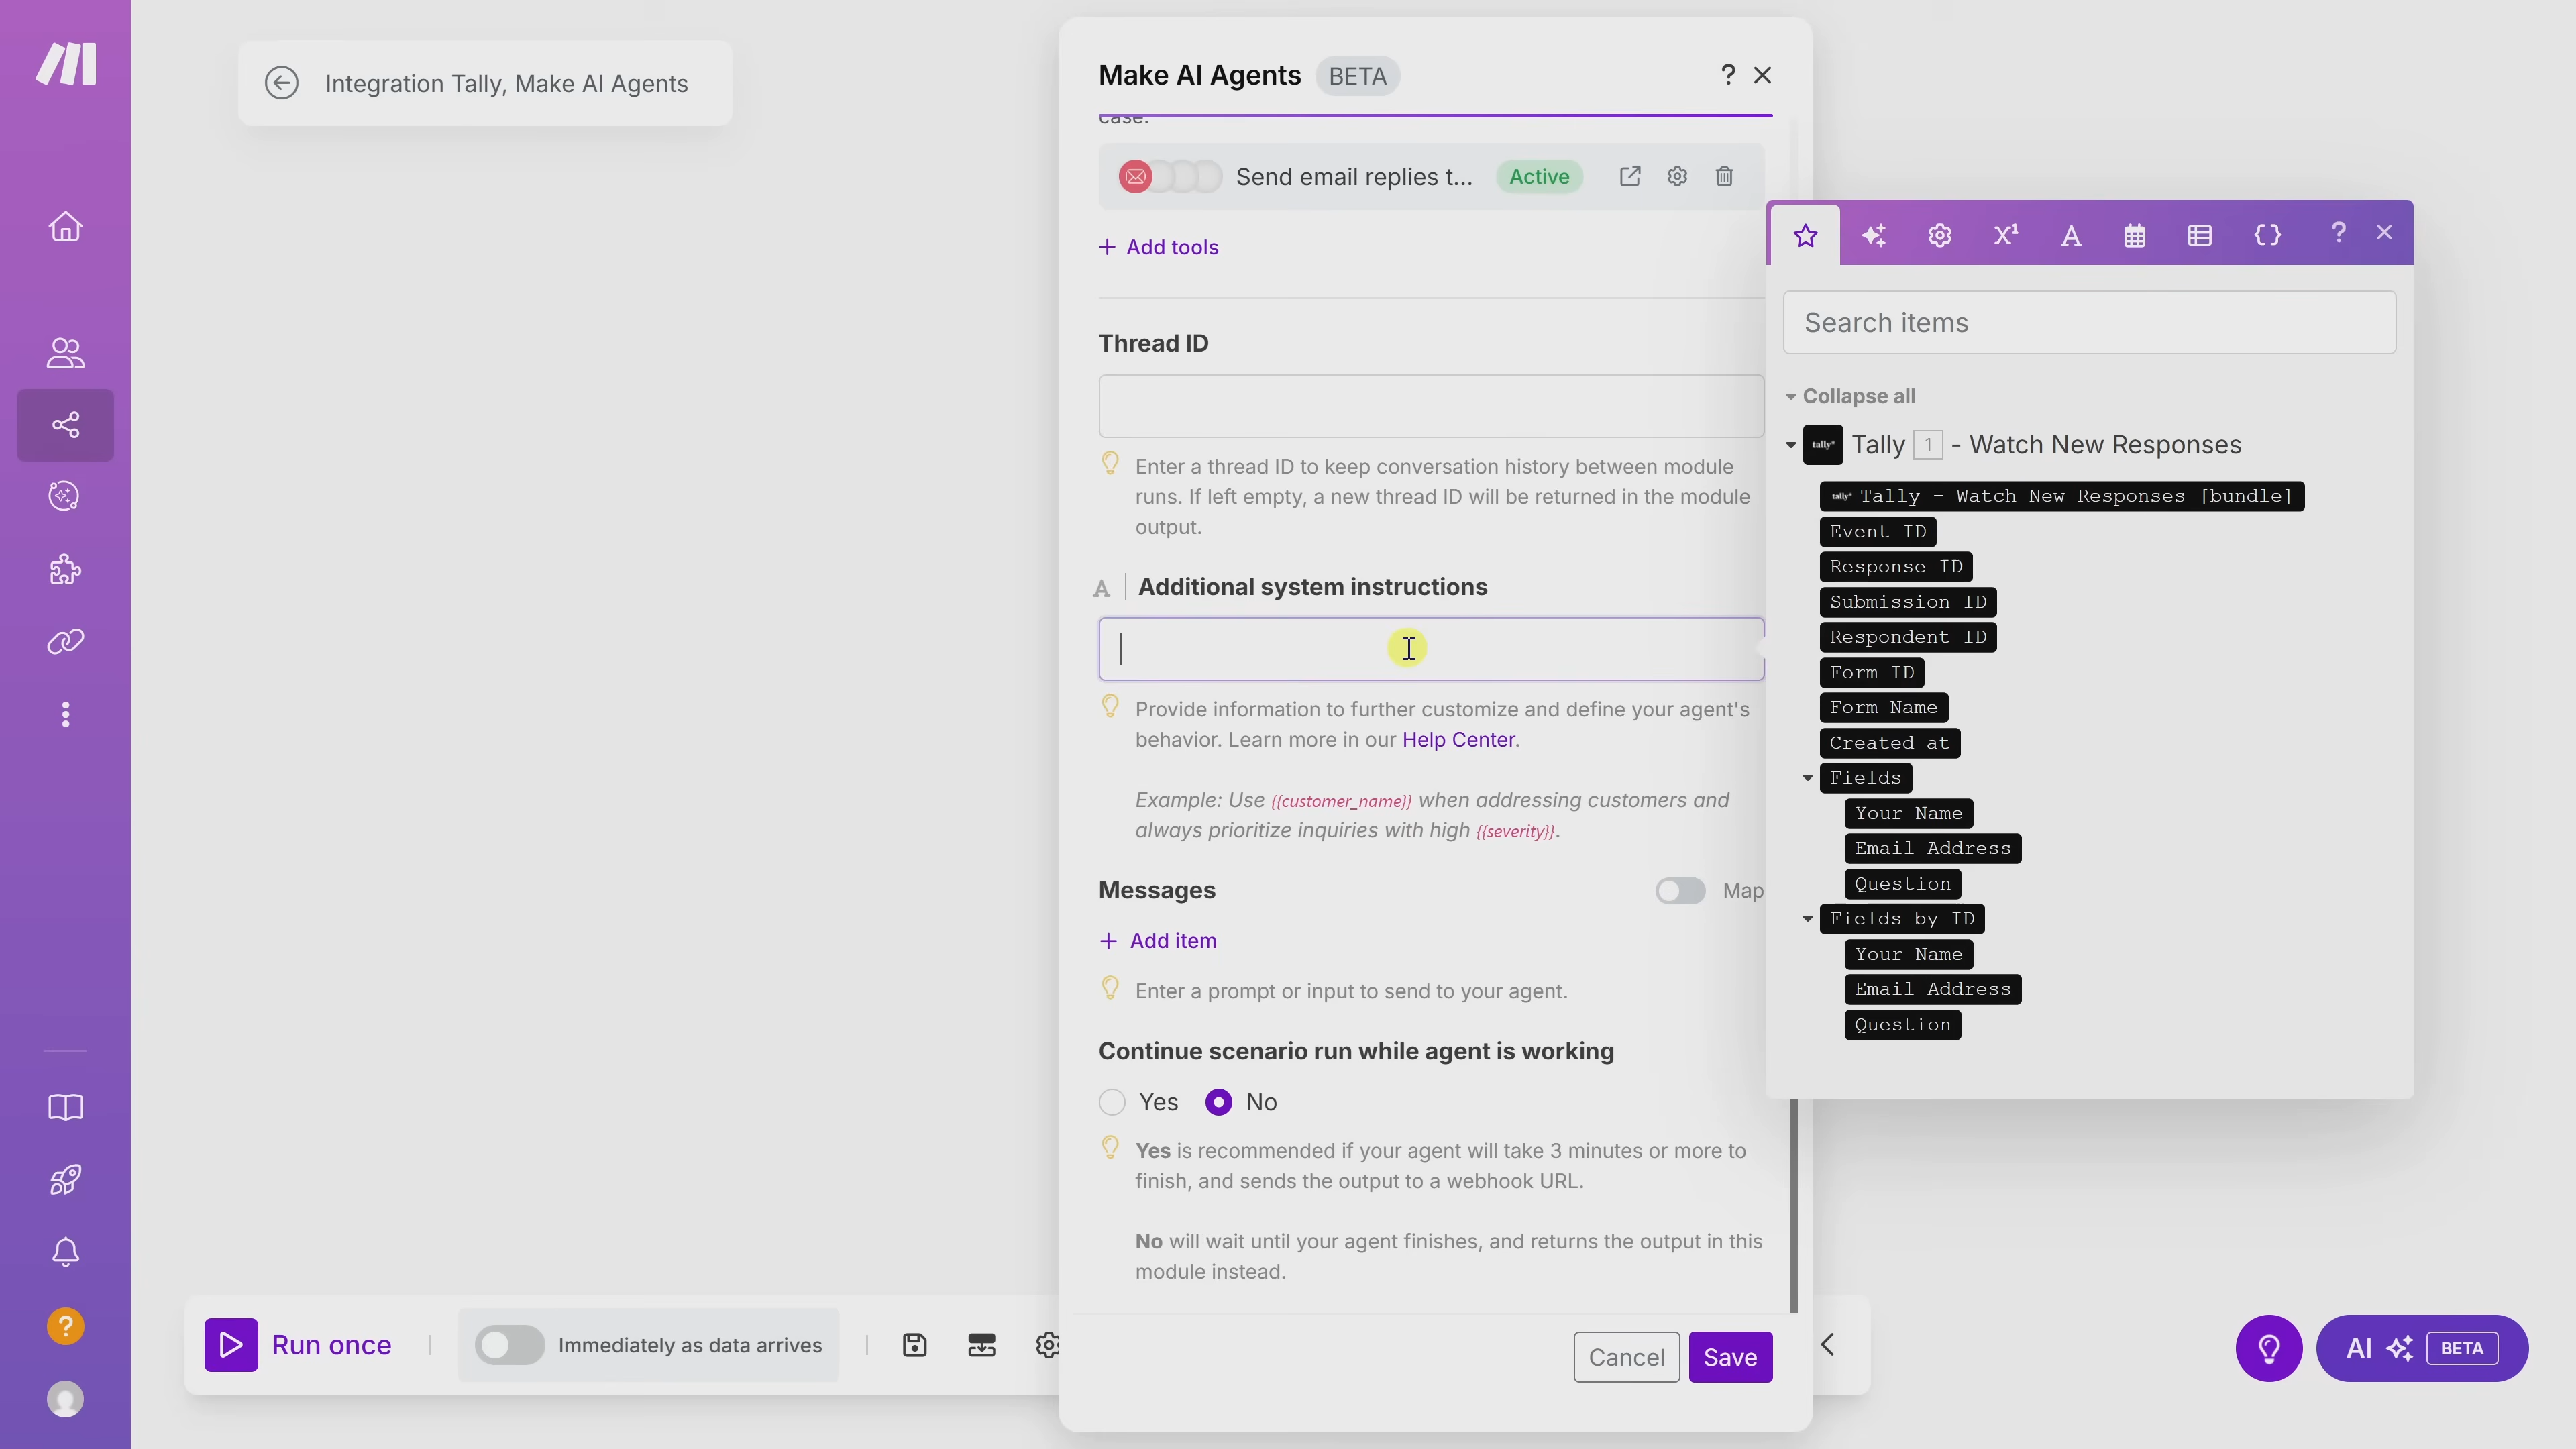 Integration Tally, Make AI Agents
Make AI Agents BETA ?
case.
Send email replies t... Active
+ Add tools
Thread ID
Enter a thread ID to keep conversation history between module
runs. If left empty, a new thread ID will be returned in the module
output.
A Additional system instructions
Provide information to further customize and define your agent's
behavior. Learn more in our Help Center.
Example: Use {{customer_name}} when addressing customers and
always prioritize inquiries with high {{severity}}.
Messages Map
+ Add item
Enter a prompt or input to send to your agent.
Continue scenario run while agent is working
Yes No
Yes is recommended if your agent will take 3 minutes or more to
finish, and sends the output to a webhook URL.
No will wait until your agent finishes, and returns the output in this
module instead.
Cancel Save
X¹ A {} ?
Search items
Collapse all
tally* Tally 1 - Watch New Responses
tally* Tally - Watch New Responses [bundle]
Event ID
Response ID
Submission ID
Respondent ID
Form ID
Form Name
Created at
Fields
Your Name
Email Address
Question
Fields by ID
Your Name
Email Address
Question
?
Run once Immediately as data arrives
AI BETA